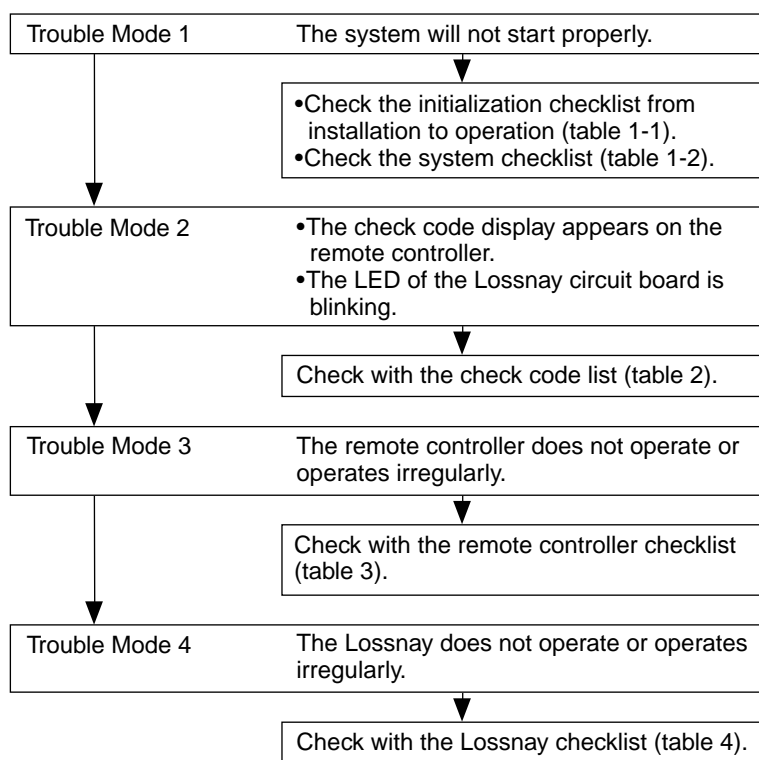 Trouble Mode 1 The system will not start properly.
•Check the initialization checklist from
installation to operation (table 1-1).
•Check the system checklist (table 1-2).
Trouble Mode 2 •The check code display appears on the
remote controller.
•The LED of the Lossnay circuit board is
blinking.
Check with the check code list (table 2).
Trouble Mode 3 The remote controller does not operate or
operates irregularly.
Check with the remote controller checklist
(table 3).
Trouble Mode 4 The Lossnay does not operate or operates
irregularly.
Check with the Lossnay checklist (table 4).